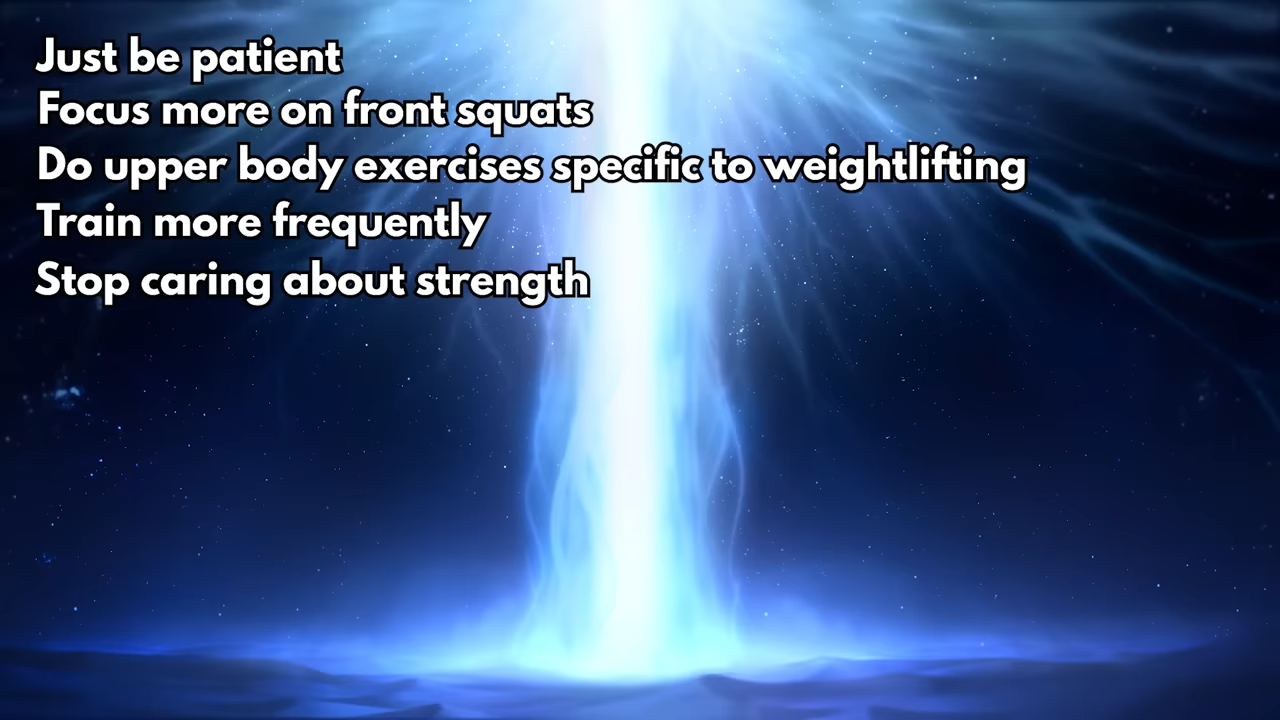 Just be patient
Focus more on front squats
Do upper body exercises specific to weightlifting
Train more frequently
Stop caring about strength